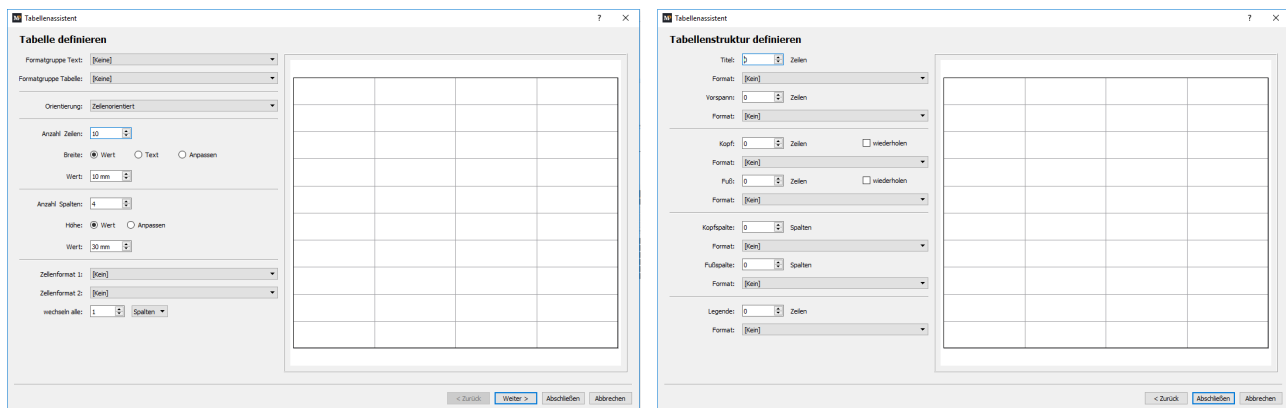 Tabellenassistent
Tabelle definieren
Formatgruppe Text: [Keine]
Formatgruppe Tabelle: [Keine]
Orientierung: Zeilenorientiert
Anzahl Zeilen: 10
Breite: Wert Text Anpassen
Wert: 10 mm
Anzahl Spalten: 4
Höhe: Wert Anpassen
Wert: 30 mm
Zellenformat 1: [Kein]
Zellenformat 2: [Kein]
wechseln alle: 1 Spalten
< Zurück Weiter > Abschließen Abbrechen
Tabellenassistent
Tabellenstruktur definieren
Titel: Zeilen
Format: [Kein]
Vorspann: 0 Zeilen
Format: [Kein]
Kopf: 0 Zeilen wiederholen
Format: [Kein]
Fuß: 0 Zeilen wiederholen
Format: [Kein]
Kopfspalte: 0 Spalten
Format: [Kein]
Fußspalte: 0 Spalten
Format: [Kein]
Legende: 0 Zeilen
Format: [Kein]
< Zurück Abschließen Abbrechen